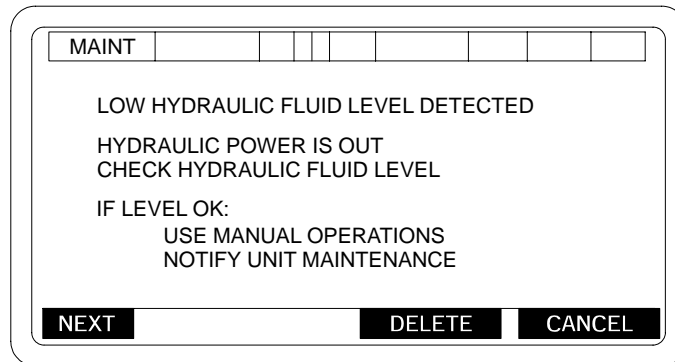 MAINT
LOW HYDRAULIC FLUID LEVEL DETECTED
HYDRAULIC POWER IS OUT
CHECK HYDRAULIC FLUID LEVEL
IF LEVEL OK:
USE MANUAL OPERATIONS
NOTIFY UNIT MAINTENANCE
NEXT DELETE CANCEL